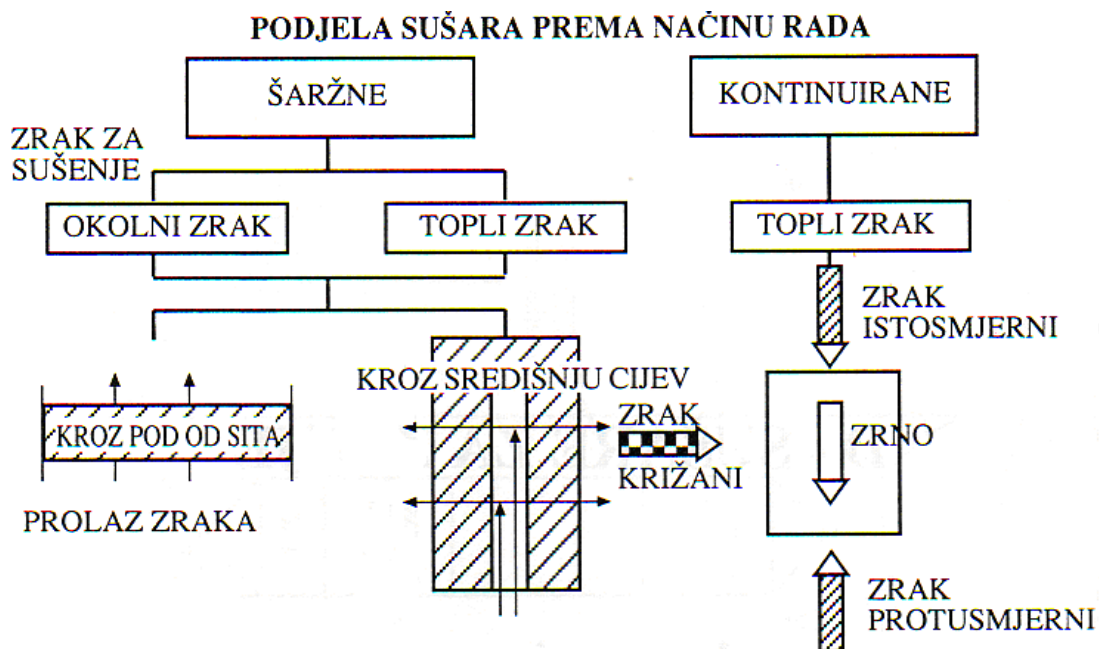 PODJELA SUŠARA PREMA NAČINU RADA
ŠARŽNE
KONTINUIRANE
ZRAK ZA
SUŠENJE
OKOLNI ZRAK
TOPLI ZRAK
TOPLI ZRAK
ZRAK
ISTOSMJERNI
KROZ SREDIŠNJU CIJEV
KROZ POD OD SITA
ZRAK
KRIŽANI
ZRNO
PROLAZ ZRAKA
ZRAK
PROTUSMJERNI